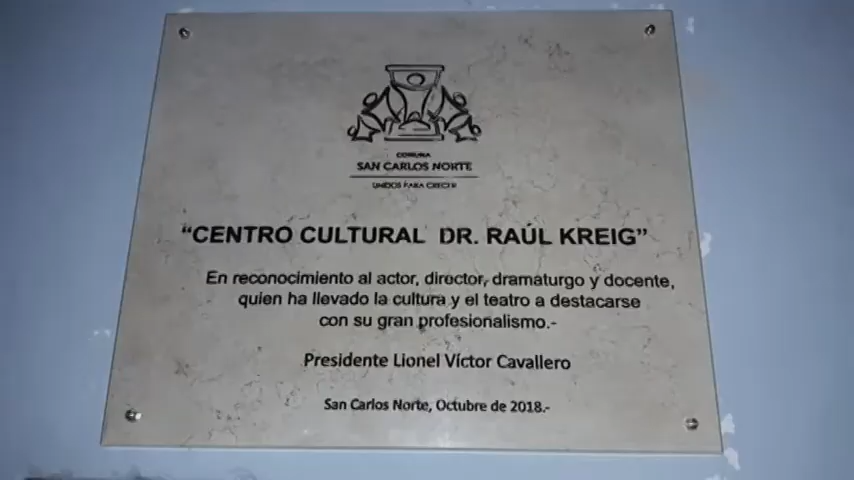 COMUNA
SAN CARLOS NORTE
UNIDOS PARA CRECER
“CENTRO CULTURAL DR. RAÚL KREIG”
En reconocimiento al actor, director, dramaturgo y docente,
quien ha llevado la cultura y el teatro a destacarse
con su gran profesionalismo.-
Presidente Lionel Víctor Cavallero
San Carlos Norte, Octubre de 2018.-